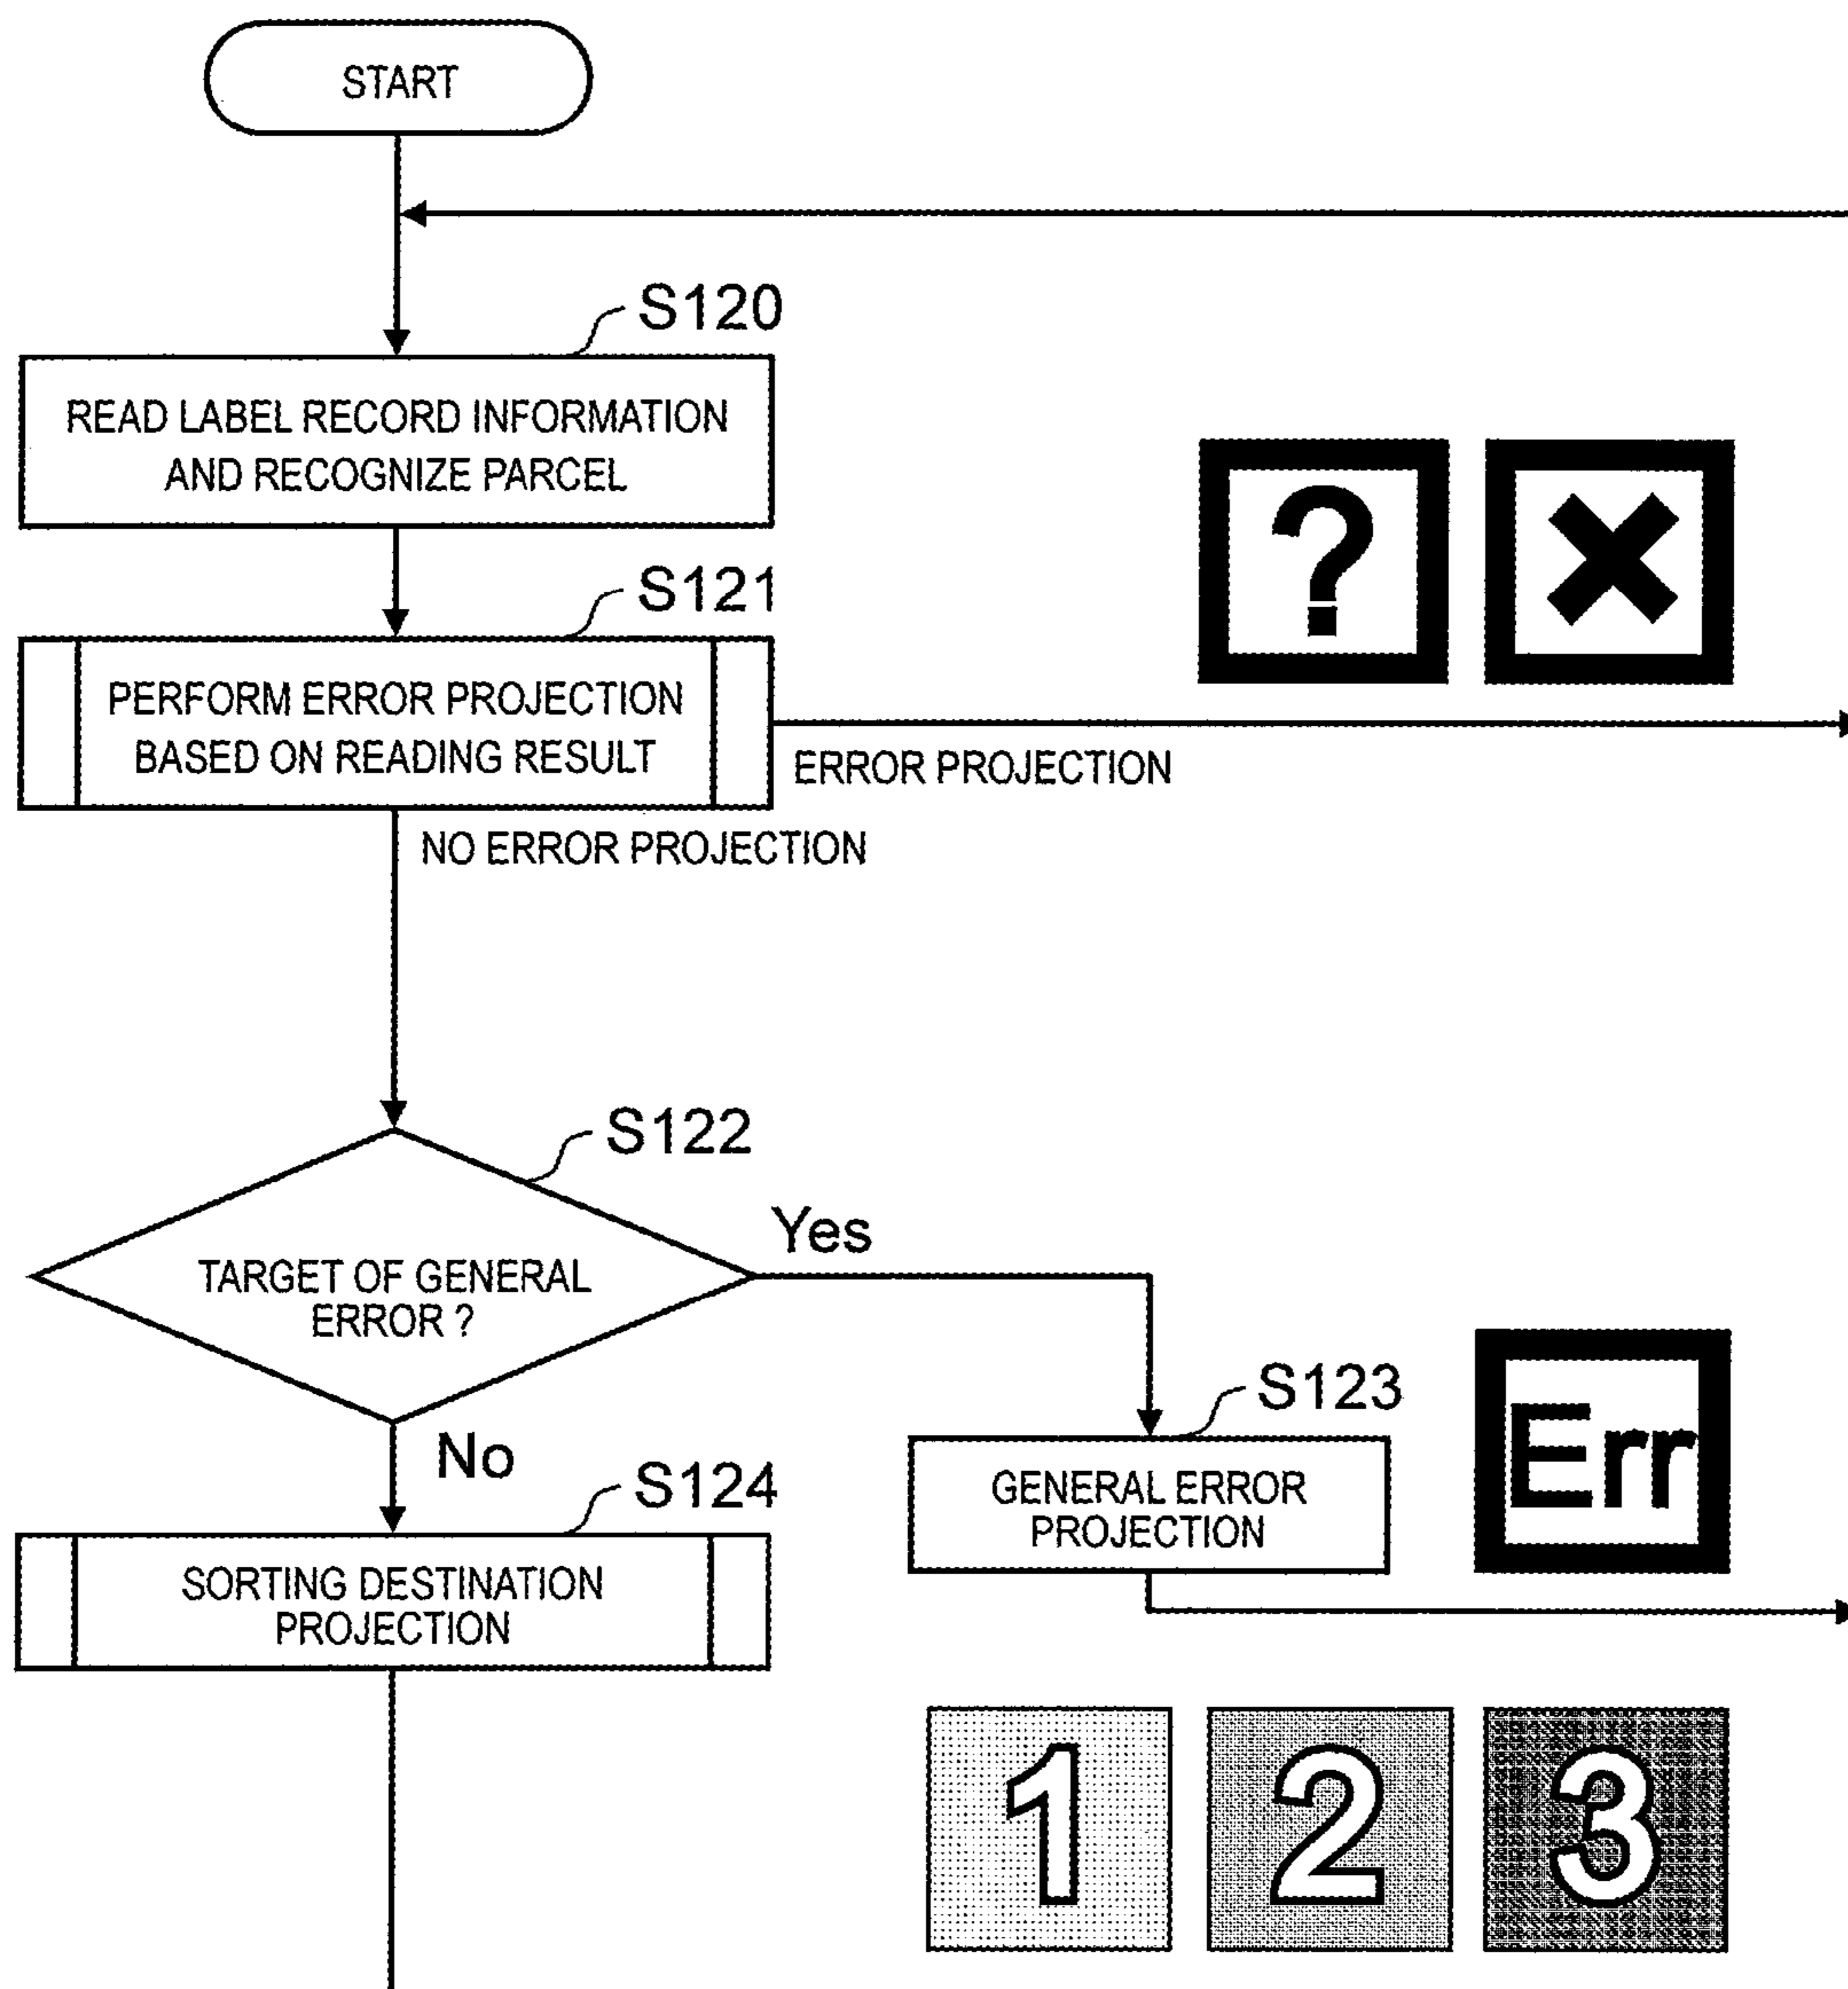 START
S120
READ LABEL RECORD INFORMATION
AND RECOGNIZE PARCEL
S121
PERFORM ERROR PROJECTION
BASED ON READING RESULT
ERROR PROJECTION
NO ERROR PROJECTION
?
×
S122
TARGET OF GENERAL
ERROR ?
Yes
No
S123
GENERAL ERROR
PROJECTION
Err
S124
SORTING DESTINATION
PROJECTION
1
2
3